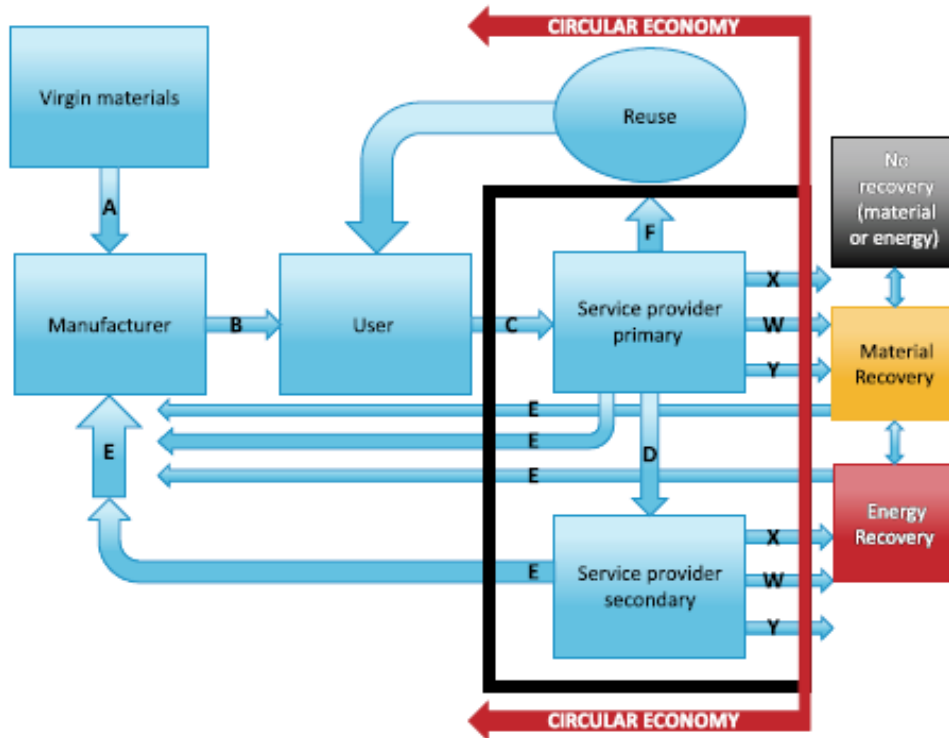 CIRCULAR ECONOMY
Virgin materials
Reuse
No
recovery
(material
or energy)
A
F
X
Manufacturer
B
User
C
Service provider
primary
W
Material
Recovery
Y
E
E
E
D
E
Energy
Recovery
X
E
Service provider
secondary
W
Y
CIRCULAR ECONOMY